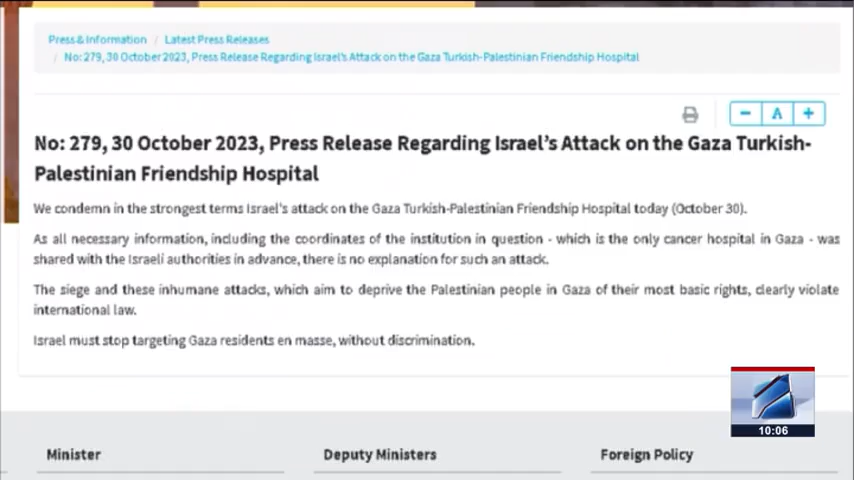 Press & Information / Latest Press Releases
/ No: 279, 30 October 2023, Press Release Regarding Israel's Attack on the Gaza Turkish-Palestinian Friendship Hospital
− A +
No: 279, 30 October 2023, Press Release Regarding Israel's Attack on the Gaza Turkish-
Palestinian Friendship Hospital
We condemn in the strongest terms Israel's attack on the Gaza Turkish-Palestinian Friendship Hospital today (October 30).
As all necessary information, including the coordinates of the institution in question - which is the only cancer hospital in Gaza - was
shared with the Israeli authorities in advance, there is no explanation for such an attack.
The siege and these inhumane attacks, which aim to deprive the Palestinian people in Gaza of their most basic rights, clearly violate
international law.
Israel must stop targeting Gaza residents en masse, without discrimination.
10:06
Minister Deputy Ministers Foreign Policy